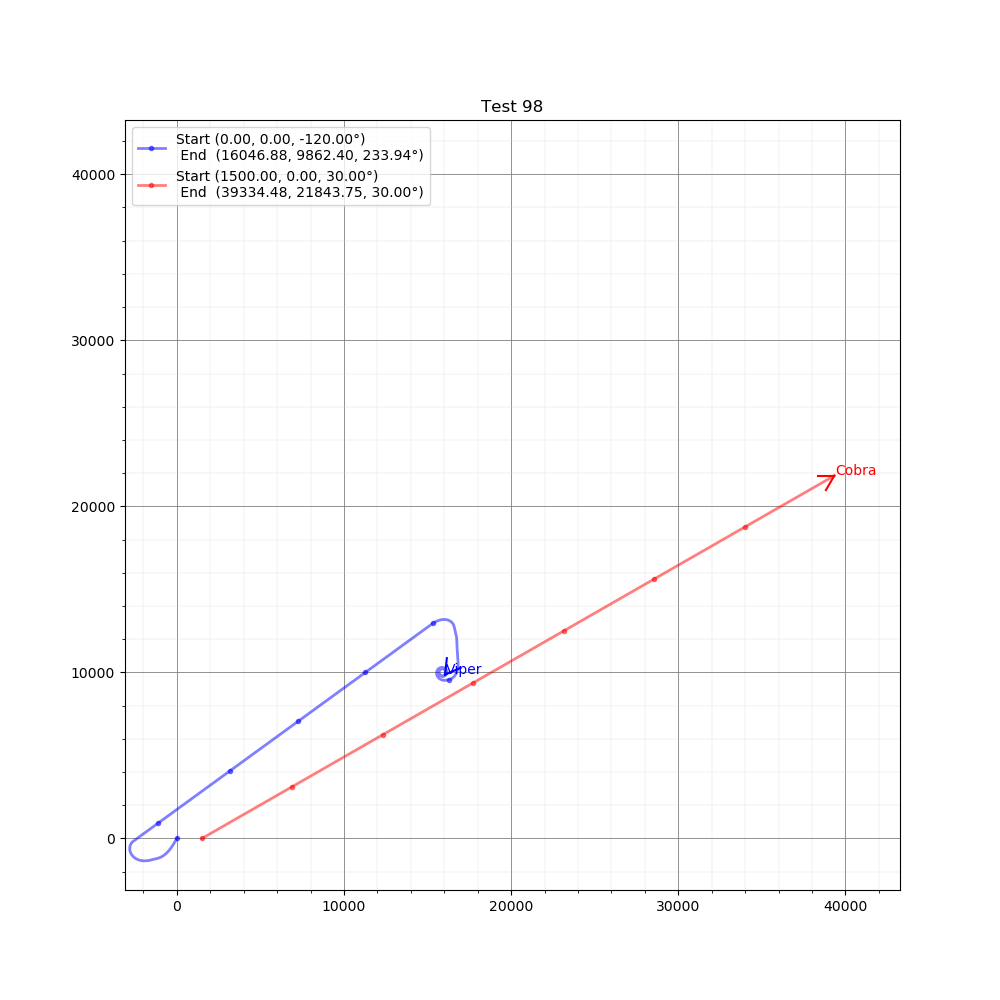 Test 98
Start (0.00, 0.00, -120.00°)
End  (16046.88, 9862.40, 233.94°)
Start (1500.00, 0.00, 30.00°)
End  (39334.48, 21843.75, 30.00°)
40000
30000
20000
10000
0
Cobra
Viper
0
10000
20000
30000
40000